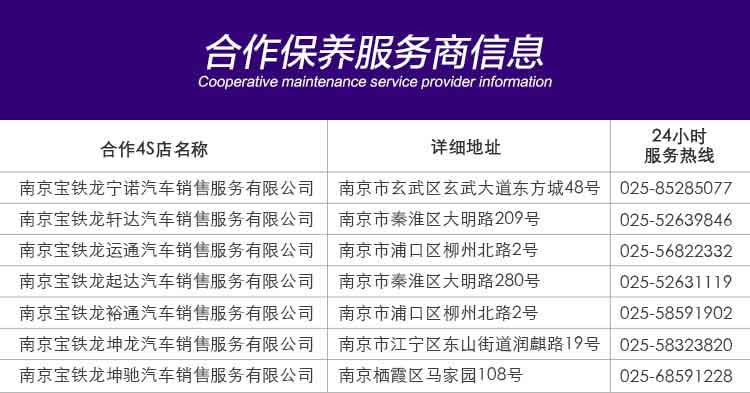 合作保养服务商信息
Cooperative maintenance service provider information
合作4S店名称 详细地址 24小时
服务热线
南京宝铁龙宁诺汽车销售服务有限公司 南京市玄武区玄武大道东方城48号 025-85285077
南京宝铁龙轩达汽车销售服务有限公司 南京市秦淮区大明路209号 025-52639846
南京宝铁龙运通汽车销售服务有限公司 南京市浦口区柳州北路2号 025-56822332
南京宝铁龙起达汽车销售服务有限公司 南京市秦淮区大明路280号 025-52631119
南京宝铁龙裕通汽车销售服务有限公司 南京市浦口区柳州北路2号 025-58591902
南京宝铁龙坤龙汽车销售服务有限公司 南京市江宁区东山街道润麒路19号 025-58323820
南京宝铁龙坤驰汽车销售服务有限公司 南京栖霞区马家园108号 025-68591228